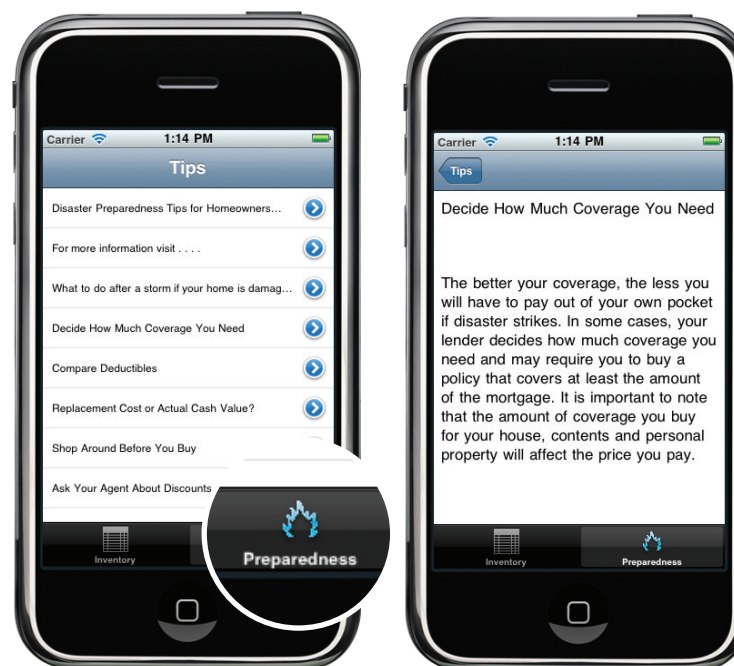 Carrier 1:14 PM
Tips
Disaster Preparedness Tips for Homeowners...
For more information visit . . . .
What to do after a storm if your home is damag...
Decide How Much Coverage You Need
Compare Deductibles
Replacement Cost or Actual Cash Value?
Shop Around Before You Buy
Ask Your Agent About Discounts
Inventory
Preparedness
Carrier 1:14 PM
Tips
Decide How Much Coverage You Need
The better your coverage, the less you
will have to pay out of your own pocket
if disaster strikes. In some cases, your
lender decides how much coverage you
need and may require you to buy a
policy that covers at least the amount
of the mortgage. It is important to note
that the amount of coverage you buy
for your house, contents and personal
property will affect the price you pay.
Inventory Preparedness